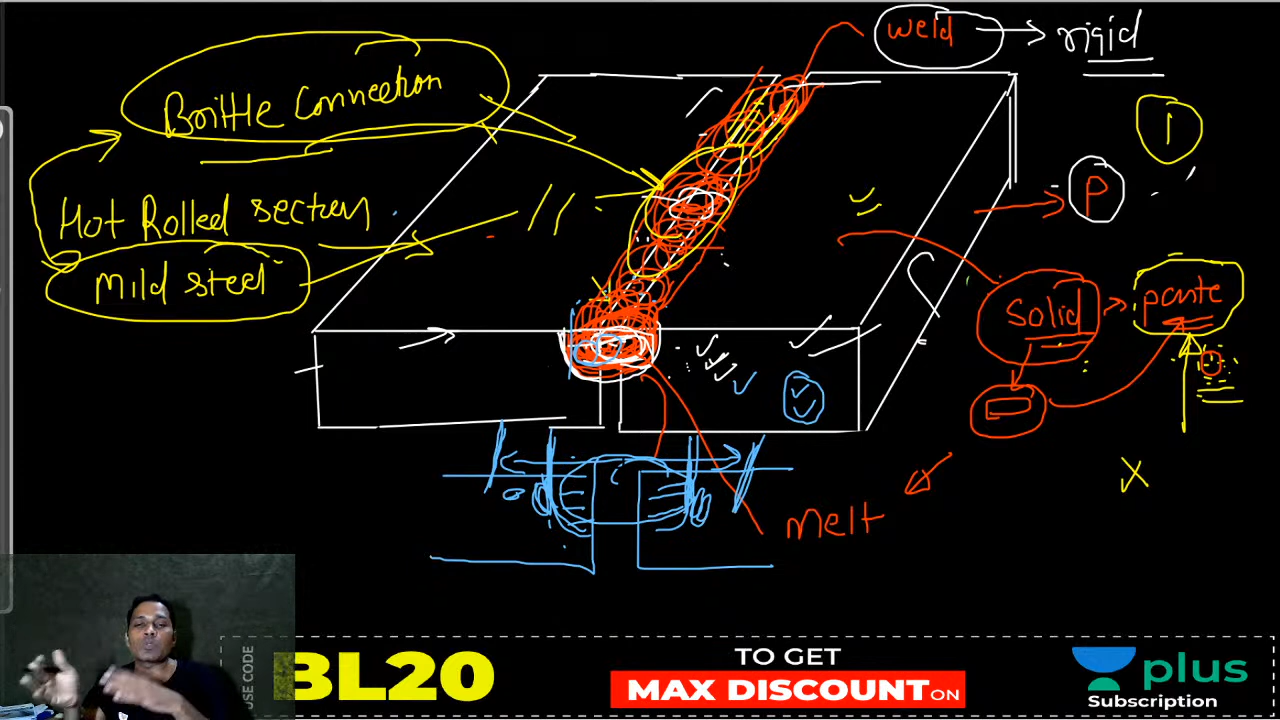 weld → rigid
Brittle Connection
1
P
Hot Rolled section
Mild steel
solid
melt
USE CODE
BL20
TO GET
MAX DISCOUNT ON
plus
Subscription